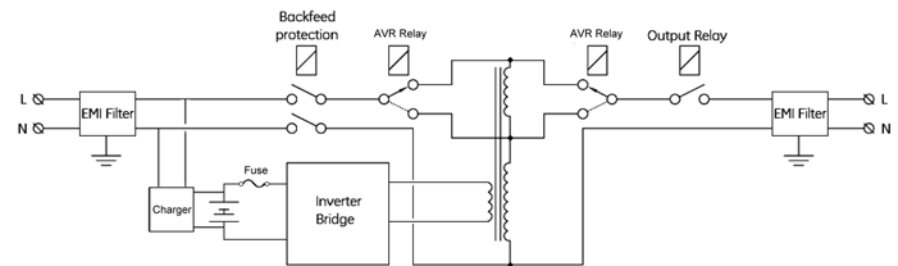 Backfeed
protection
AVR Relay
AVR Relay
Output Relay
L
EMI Filter
N
EMI Filter
L
N
Fuse
Charger
Inverter
Bridge